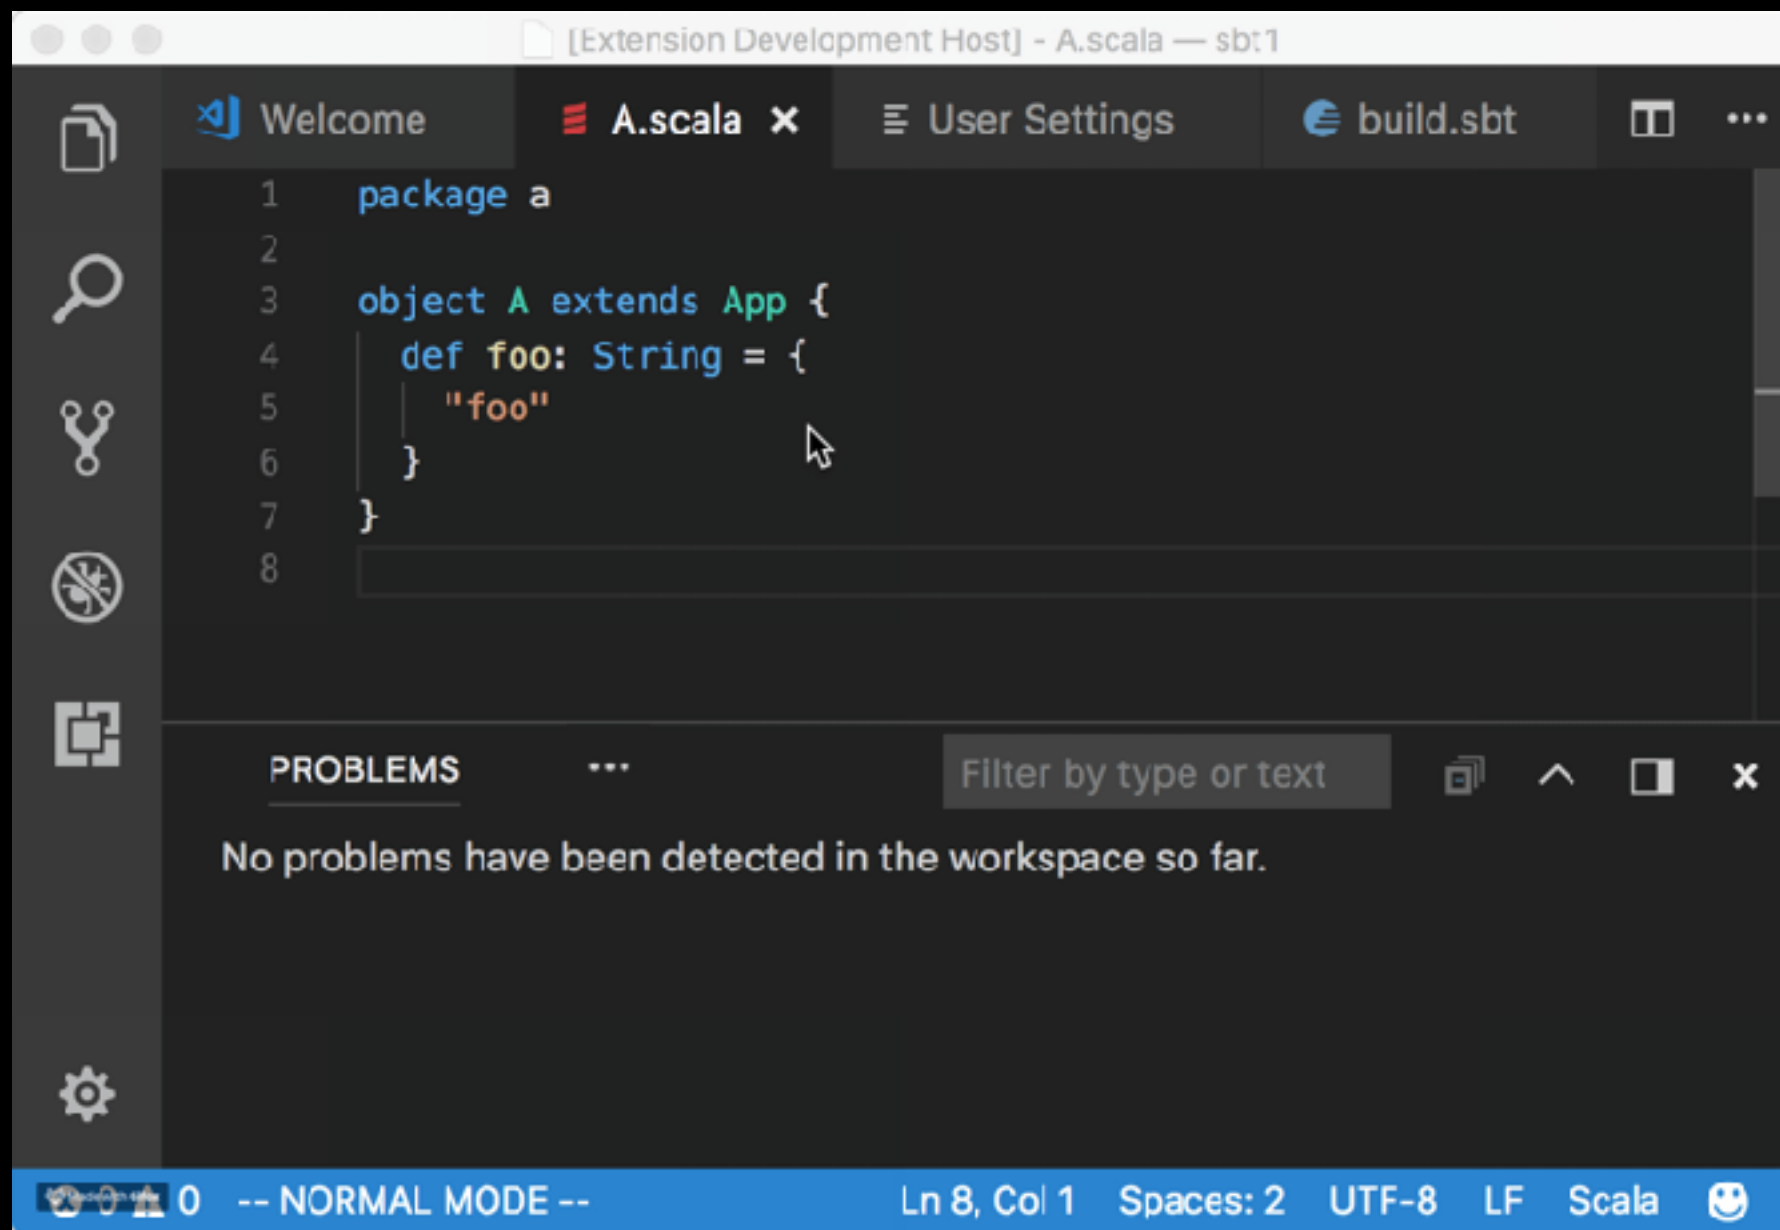 [Extension Development Host] - A.scala — sbt1
Welcome A.scala User Settings build.sbt
1 package a
2
3 object A extends App {
4 def foo: String = {
5 "foo"
6 }
7 }
8
PROBLEMS ··· Filter by type or text
No problems have been detected in the workspace so far.
0 0 -- NORMAL MODE -- Ln 8, Col 1 Spaces: 2 UTF-8 LF Scala